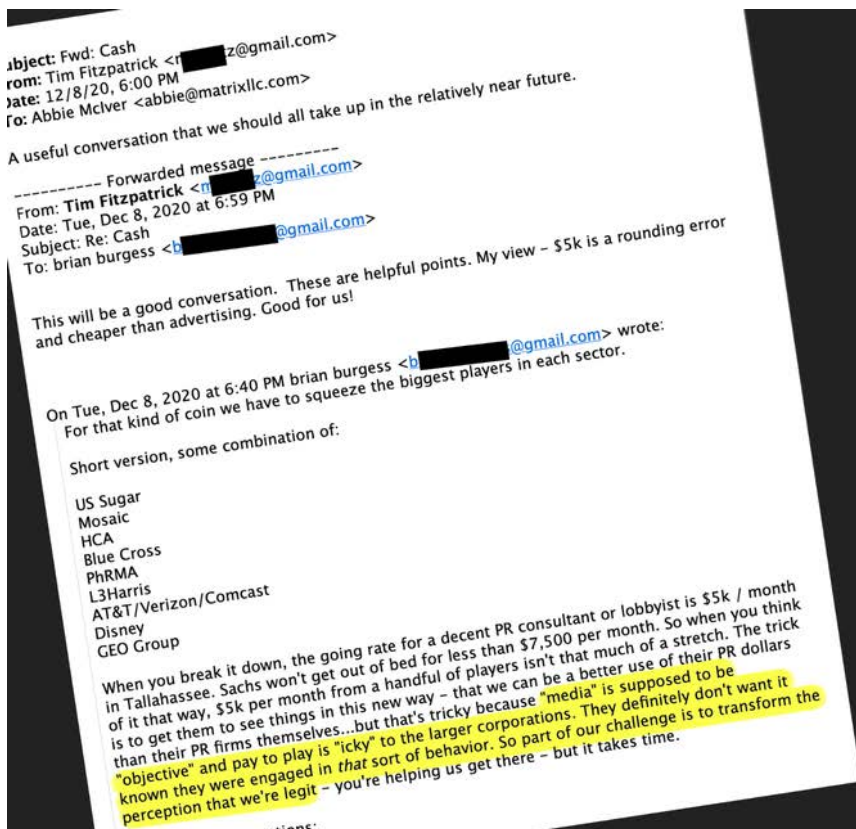 ubject: Fwd: Cash
rom: Tim Fitzpatrick <r z@gmail.com>
Date: 12/8/20, 6:00 PM
To: Abbie McIver <abbie@matrixllc.com>
A useful conversation that we should all take up in the relatively near future.
---------- Forwarded message ---------
From: Tim Fitzpatrick <m z@gmail.com>
Date: Tue, Dec 8, 2020 at 6:59 PM
Subject: Re: Cash
To: brian burgess <b @gmail.com>
This will be a good conversation. These are helpful points. My view – $5k is a rounding error
and cheaper than advertising. Good for us!
On Tue, Dec 8, 2020 at 6:40 PM brian burgess <b @gmail.com> wrote:
For that kind of coin we have to squeeze the biggest players in each sector.
Short version, some combination of:
US Sugar
Mosaic
HCA
Blue Cross
PhRMA
L3Harris
AT&T/Verizon/Comcast
Disney
GEO Group
When you break it down, the going rate for a decent PR consultant or lobbyist is $5k / month
in Tallahassee. Sachs won't get out of bed for less than $7,500 per month. So when you think
of it that way, $5k per month from a handful of players isn't that much of a stretch. The trick
is to get them to see things in this new way – that we can be a better use of their PR dollars
than their PR firms themselves...but that's tricky because "media" is supposed to be
"objective" and pay to play is "icky" to the larger corporations. They definitely don't want it
known they were engaged in that sort of behavior. So part of our challenge is to transform the
perception that we're legit – you're helping us get there – but it takes time.